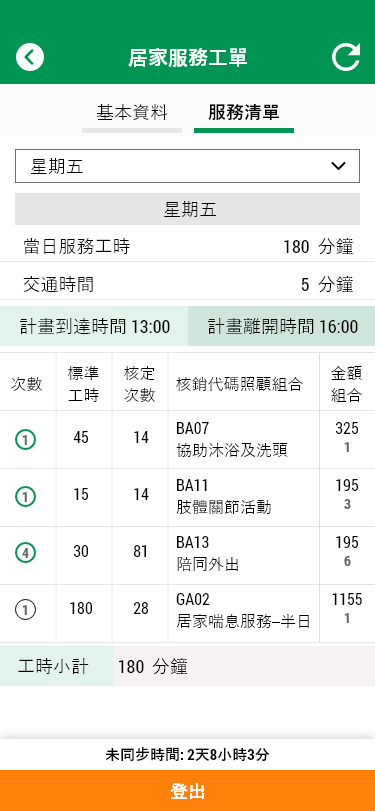 居家服務工單
基本資料 服務清單
星期五
星期五
當日服務工時 180 分鐘
交通時間 5 分鐘
計畫到達時間 13:00 計畫離開時間 16:00
次數 標準工時 核定次數 核銷代碼照顧組合 金額組合
1 45 14 BA07 325
協助沐浴及洗頭 1
1 15 14 BA11 195
肢體關節活動 3
4 30 81 BA13 195
陪同外出 6
1 180 28 GA02 1155
居家喘息服務–半日 1
工時小計 180 分鐘
未同步時間: 2天8小時3分
登出